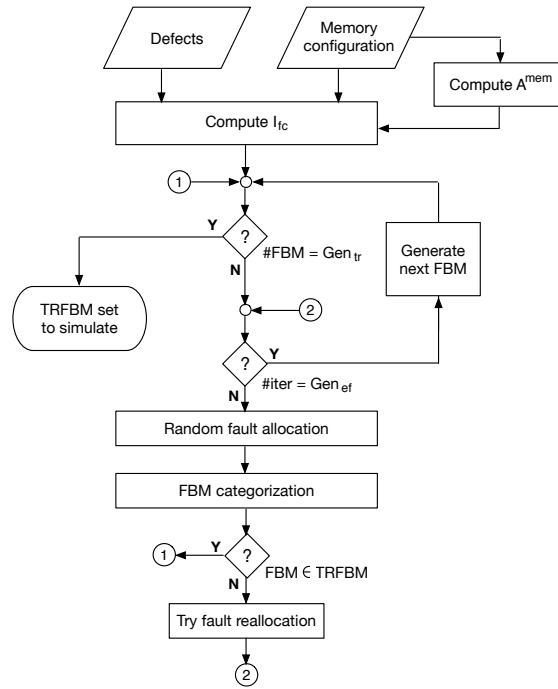 Defects
Memory
configuration
Compute A^mem
Compute I_fc
1
Y
?
#FBM = Gen_tr
N
Generate
next FBM
TRFBM set
to simulate
2
?
Y
#iter = Gen_ef
N
Random fault allocation
FBM categorization
1
Y
?
FBM ∈ TRFBM
N
Try fault reallocation
2